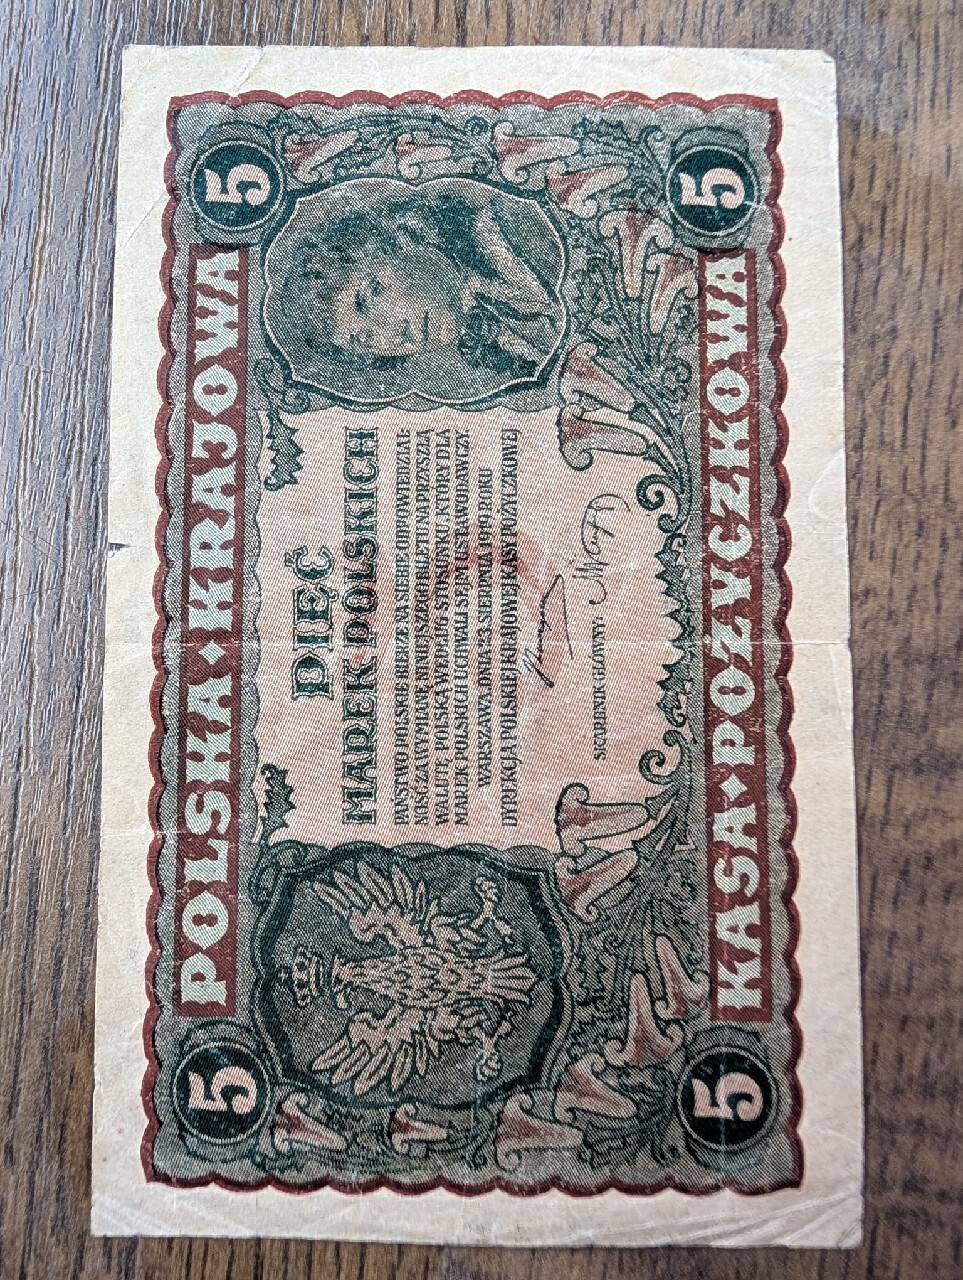 5 5
POLSKA · KRAJOWA
PIĘĆ
MAREK POLSKICH
PAŃSTWO POLSKIE BIERZE NA SIEBIE ODPOWIEDZIAL-
NOŚĆ ZA WYMIANĘ NINIEJSZEGO BILETU NA PRZYSZŁĄ
WALUTĘ POLSKĄ WEDŁUG STOSUNKU, KTÓRY DLA
MAREK POLSKICH UCHWALI SEJM USTAWODAWCZY
WARSZAWA DNIA 23 SIERPNIA 1919 ROKU
DYREKCJA POLSKIEJ KRAJOWEJ KASY POŻYCZKOWEJ
SKARBNIK GŁÓWNY
KASA · POŻYCZKOWA
5 5